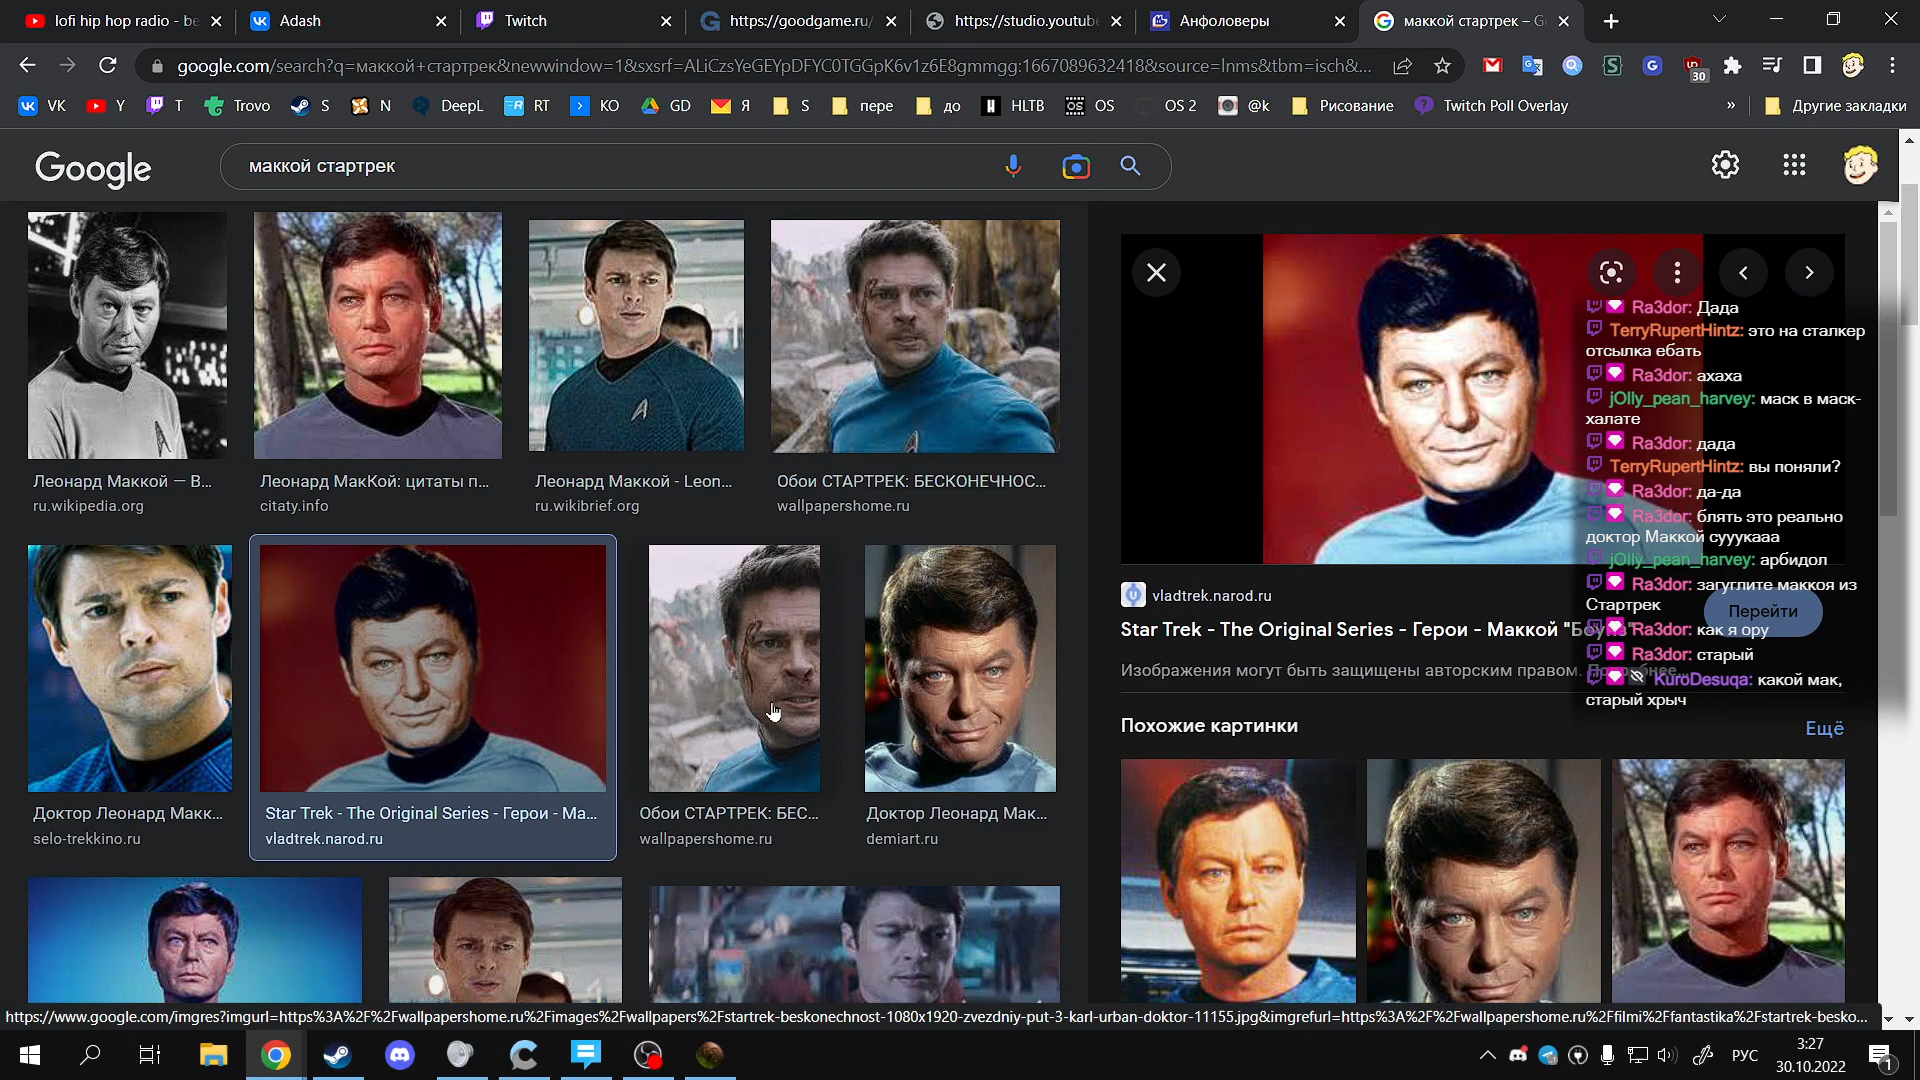 lofi hip hop radio - be
Adash
Twitch
https://goodgame.ru/
https://studio.youtube
Анфоловеры
маккой стартрек – Go
google.com/search?q=маккой+стартрек&newwindow=1&sxsrf=ALiCzsYeGEYpDFYC0TGGpK6v1z6E8gmmgg:1667089632418&source=lnms&tbm=isch&...
30
VK
Y
T
Trovo
S
N
DeepL
RT
KO
GD
Я
S
пере
до
HLTB
OS
OS 2
@k
Рисование
Twitch Poll Overlay
»
Другие закладки
Google
маккой стартрек
Леонард Маккой — В...
ru.wikipedia.org
Леонард МакКой: цитаты п...
citaty.info
Леонард Маккой - Leon...
ru.wikibrief.org
Обои СТАРТРЕК: БЕСКОНЕЧНОС...
wallpapershome.ru
Доктор Леонард Макк...
selo-trekkino.ru
Star Trek - The Original Series - Герои - Ма...
vladtrek.narod.ru
Обои СТАРТРЕК: БЕС...
wallpapershome.ru
Доктор Леонард Мак...
demiart.ru
vladtrek.narod.ru
Перейти
Star Trek - The Original Series - Герои - Маккой "Боунз"
Изображения могут быть защищены авторским правом. Подробнее...
Похожие картинки
Ещё
Ra3dor: Дада
TerryRupertHintz: это на сталкер
отсылка ебать
Ra3dor: ахаха
jOlly_pean_harvey: маск в маск-
халате
Ra3dor: дада
TerryRupertHintz: вы поняли?
Ra3dor: да-да
Ra3dor: блять это реально
доктор Маккой сууукааа
jOlly_pean_harvey: арбидол
Ra3dor: загуглите маккоя из
Стартрек
Ra3dor: как я ору
Ra3dor: старый
KuroDesuqa: какой мак,
старый хрыч
https://www.google.com/imgres?imgurl=https%3A%2F%2Fwallpapershome.ru%2Fimages%2Fwallpapers%2Fstartrek-beskonechnost-1080x1920-zvezdniy-put-3-karl-urban-doktor-11155.jpg&imgrefurl=https%3A%2F%2Fwallpapershome.ru%2Ffilmi%2Ffantastika%2Fstartrek-besko...
РУС
3:27
30.10.2022
1